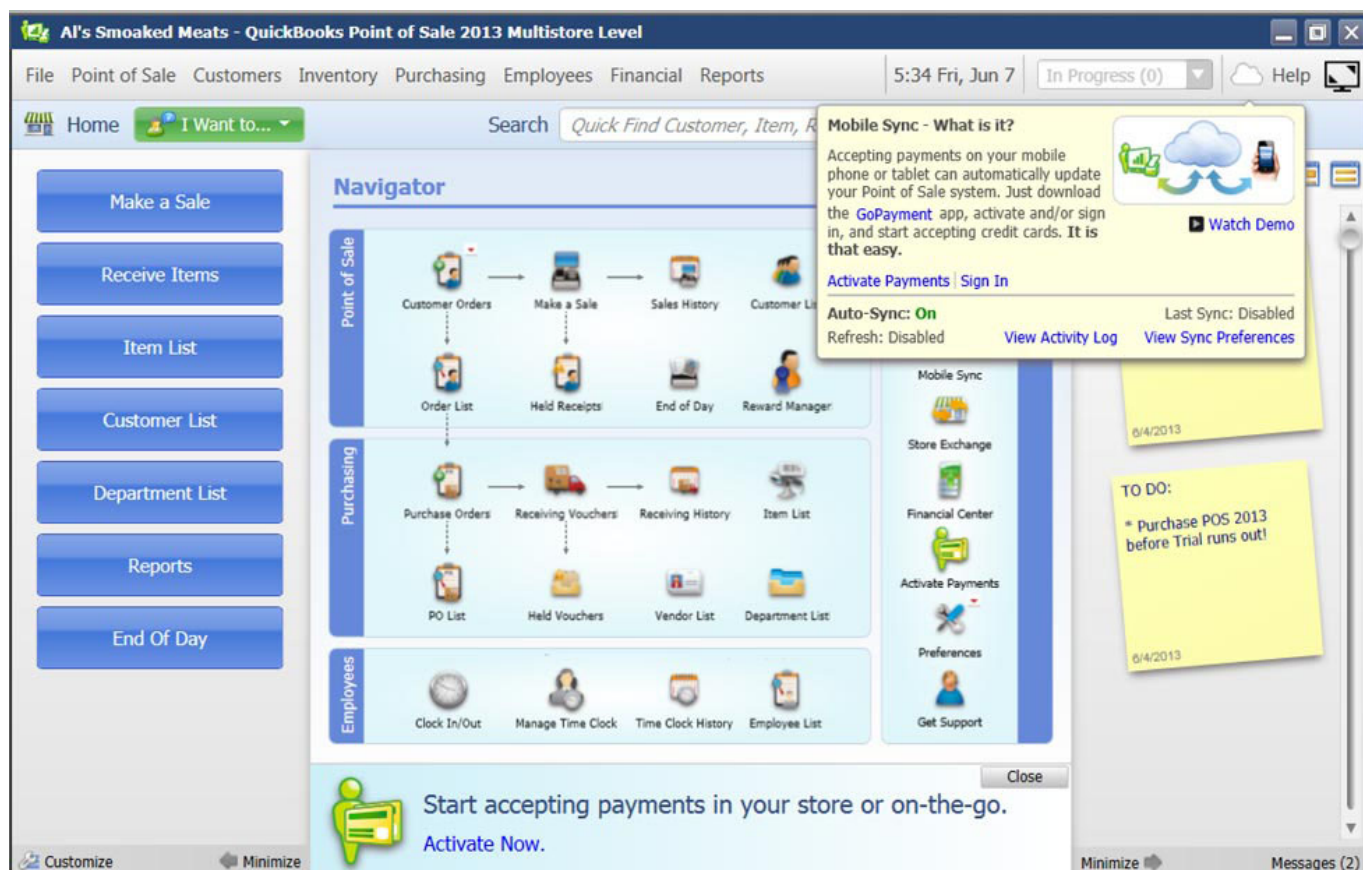 Al's Smoaked Meats - QuickBooks Point of Sale 2013 Multistore Level
File Point of Sale Customers Inventory Purchasing Employees Financial Reports 5:34 Fri, Jun 7 In Progress (0) Help
Home I Want to... Search Quick Find Customer, Item, R
Make a Sale
Receive Items
Item List
Customer List
Department List
Reports
End Of Day
Customize Minimize
Navigator
Point of Sale
Customer Orders Make a Sale Sales History Customer Li
Order List Held Receipts End of Day Reward Manager
Purchasing
Purchase Orders Receiving Vouchers Receiving History Item List
PO List Held Vouchers Vendor List Department List
Employees
Clock In/Out Manage Time Clock Time Clock History Employee List
Mobile Sync
Store Exchange
Financial Center
Activate Payments
Preferences
Get Support
Mobile Sync - What is it?
Accepting payments on your mobile
phone or tablet can automatically update
your Point of Sale system. Just download
the GoPayment app, activate and/or sign
in, and start accepting credit cards. It is
that easy.
Watch Demo
Activate Payments Sign In
Auto-Sync: On Last Sync: Disabled
Refresh: Disabled View Activity Log View Sync Preferences
6/4/2013
TO DO:
* Purchase POS 2013
before Trial runs out!
6/4/2013
Close
Start accepting payments in your store or on-the-go.
Activate Now.
Minimize Messages (2)